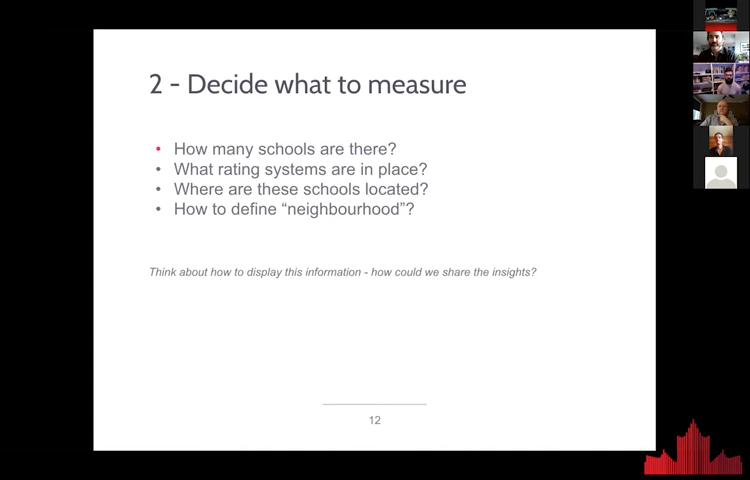 2 - Decide what to measure
• How many schools are there?
• What rating systems are in place?
• Where are these schools located?
• How to define “neighbourhood”?
Think about how to display this information - how could we share the insights?
12